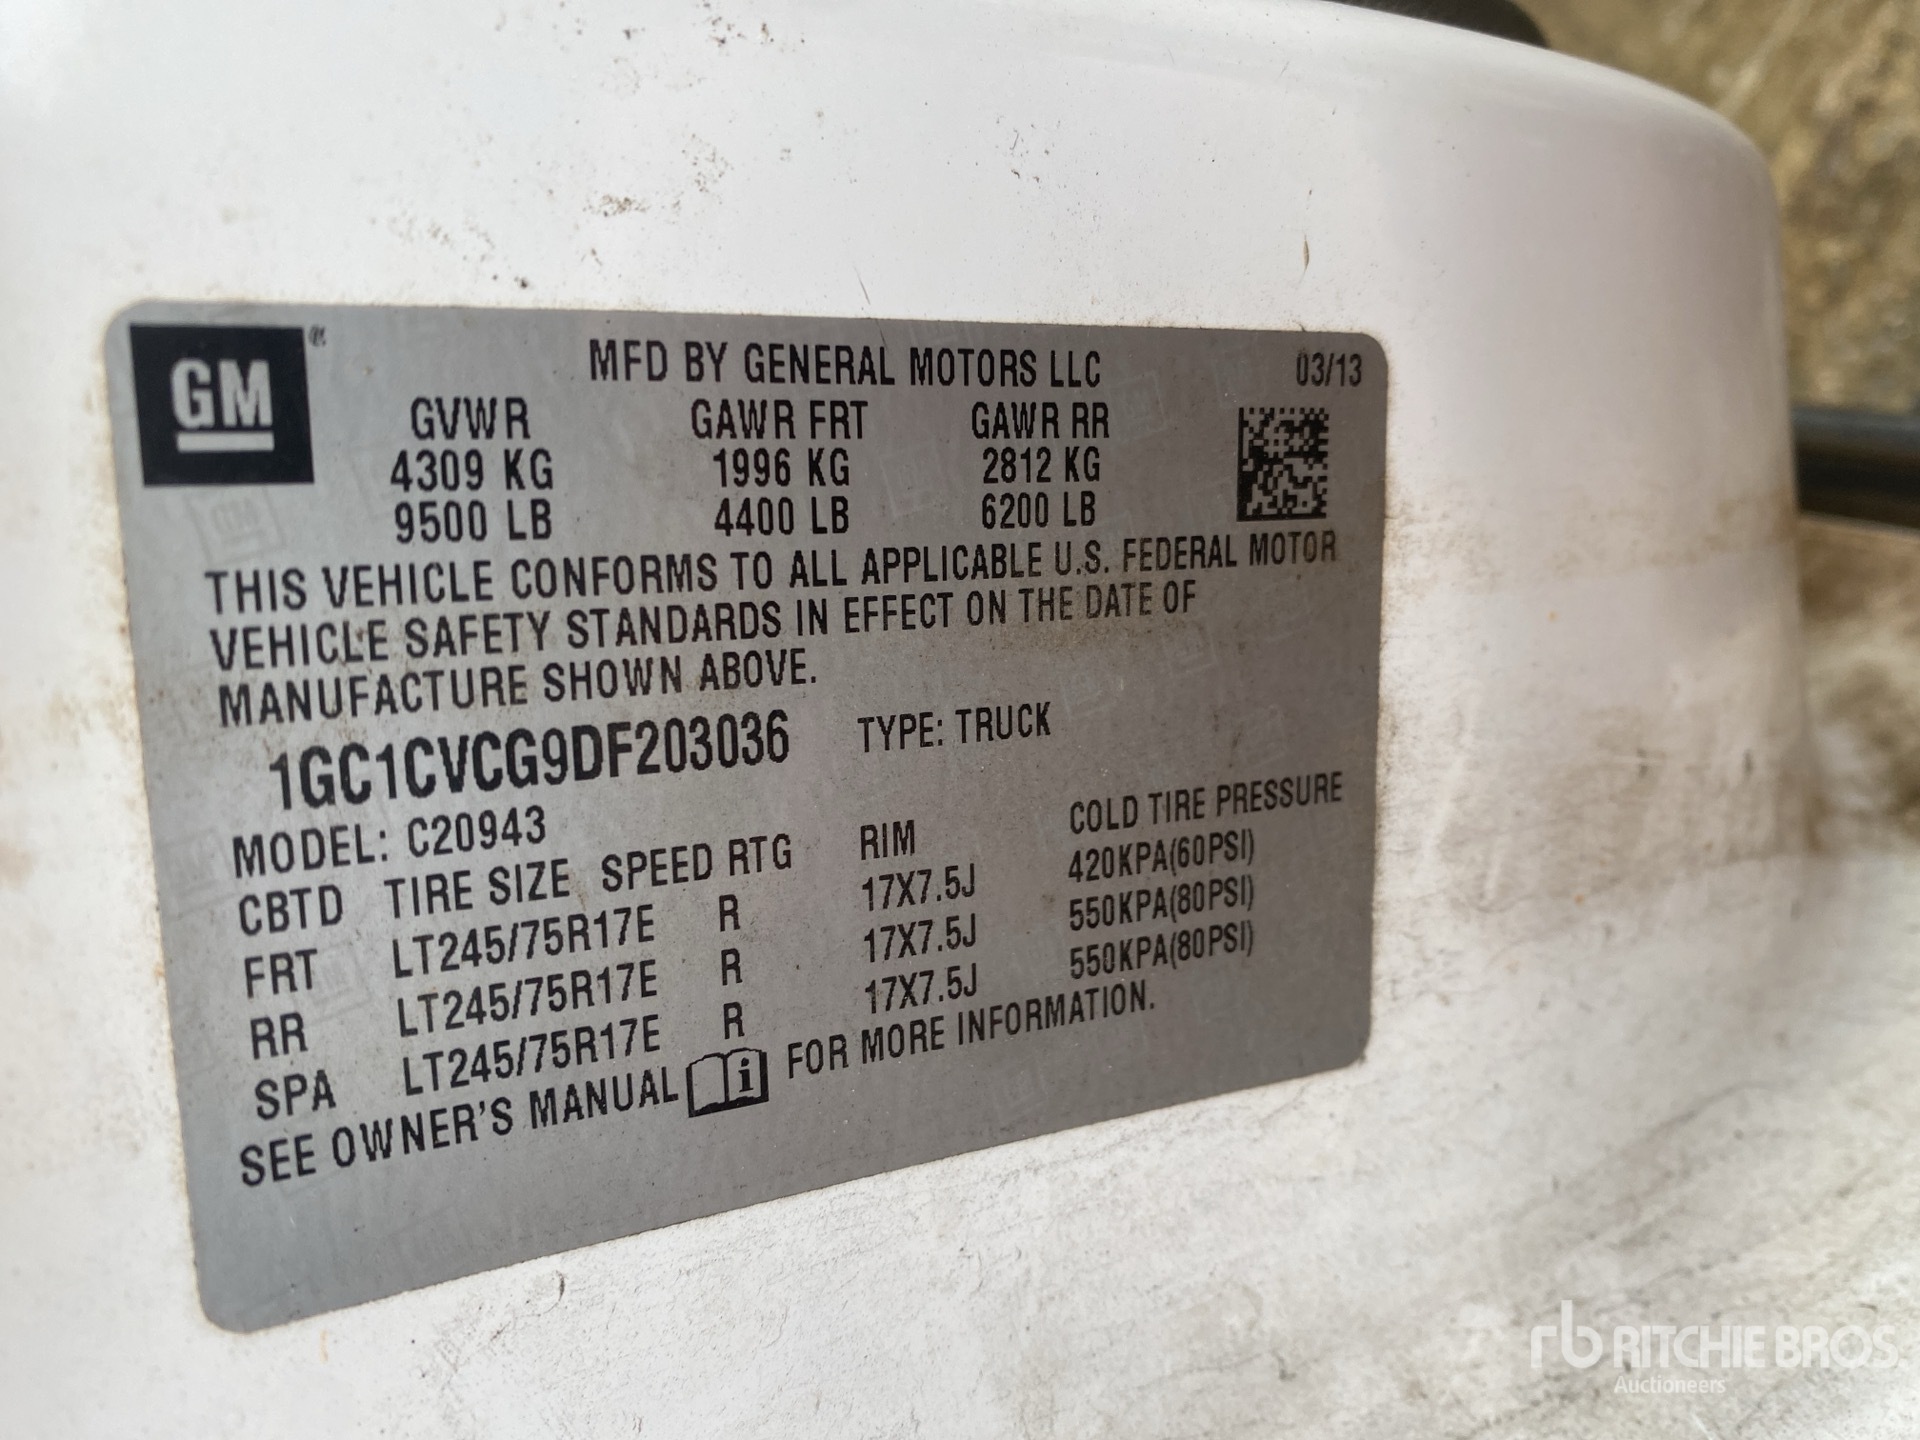 GM®
MFD BY GENERAL MOTORS LLC 03/13
GVWR GAWR FRT GAWR RR
4309 KG 1996 KG 2812 KG
9500 LB 4400 LB 6200 LB
THIS VEHICLE CONFORMS TO ALL APPLICABLE U.S. FEDERAL MOTOR
VEHICLE SAFETY STANDARDS IN EFFECT ON THE DATE OF
MANUFACTURE SHOWN ABOVE.
1GC1CVCG9DF203036 TYPE: TRUCK
MODEL: C20943
CBTD TIRE SIZE SPEED RTG RIM COLD TIRE PRESSURE
FRT LT245/75R17E R 17X7.5J 420KPA(60PSI)
RR LT245/75R17E R 17X7.5J 550KPA(80PSI)
SPA LT245/75R17E R 17X7.5J 550KPA(80PSI)
SEE OWNER'S MANUAL i FOR MORE INFORMATION.
rb RITCHIE BROS.
Auctioneers